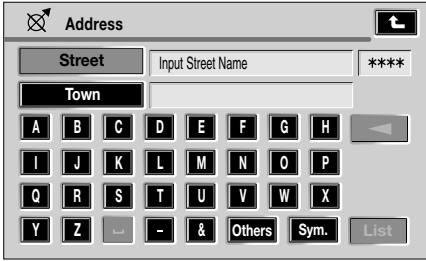 Address
Street Input Street Name ****
Town
A B C D E F G H
I J K L M N O P
Q R S T U V W X
Y Z - & Others Sym. List